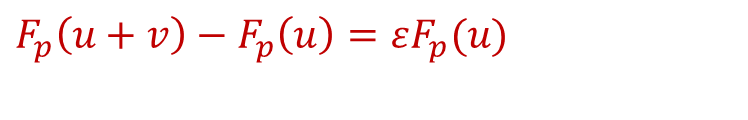 𝐹ₚ(𝑢 + 𝑣) − 𝐹ₚ(𝑢) = 𝜀𝐹ₚ(𝑢)